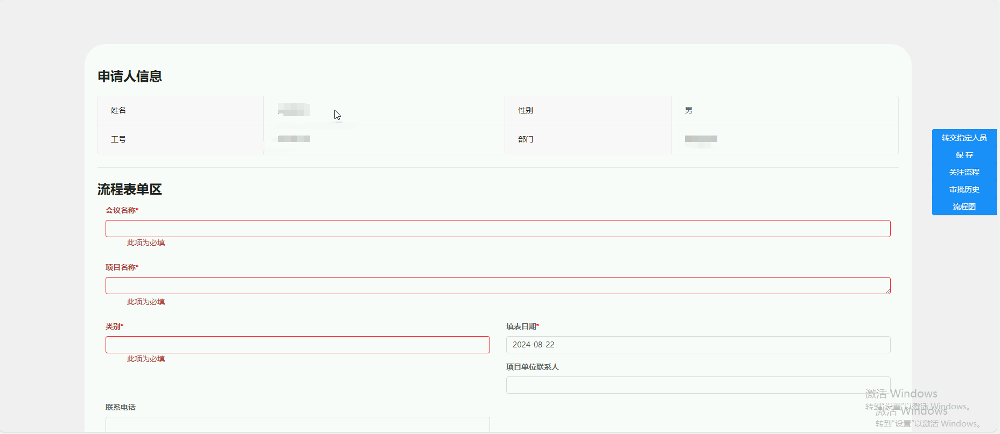 申请人信息
姓名
性别
男
工号
部门
转交指定人员
保 存
关注流程
审批历史
流程图
流程表单区
会议名称*
此项为必填
项目名称*
此项为必填
类别*
填表日期*
2024-08-22
此项为必填
项目单位联系人
联系电话
激活 Windows
转到“设置”以激活 Windows。
激活 Windows
转到“设置”以激活 Windows。